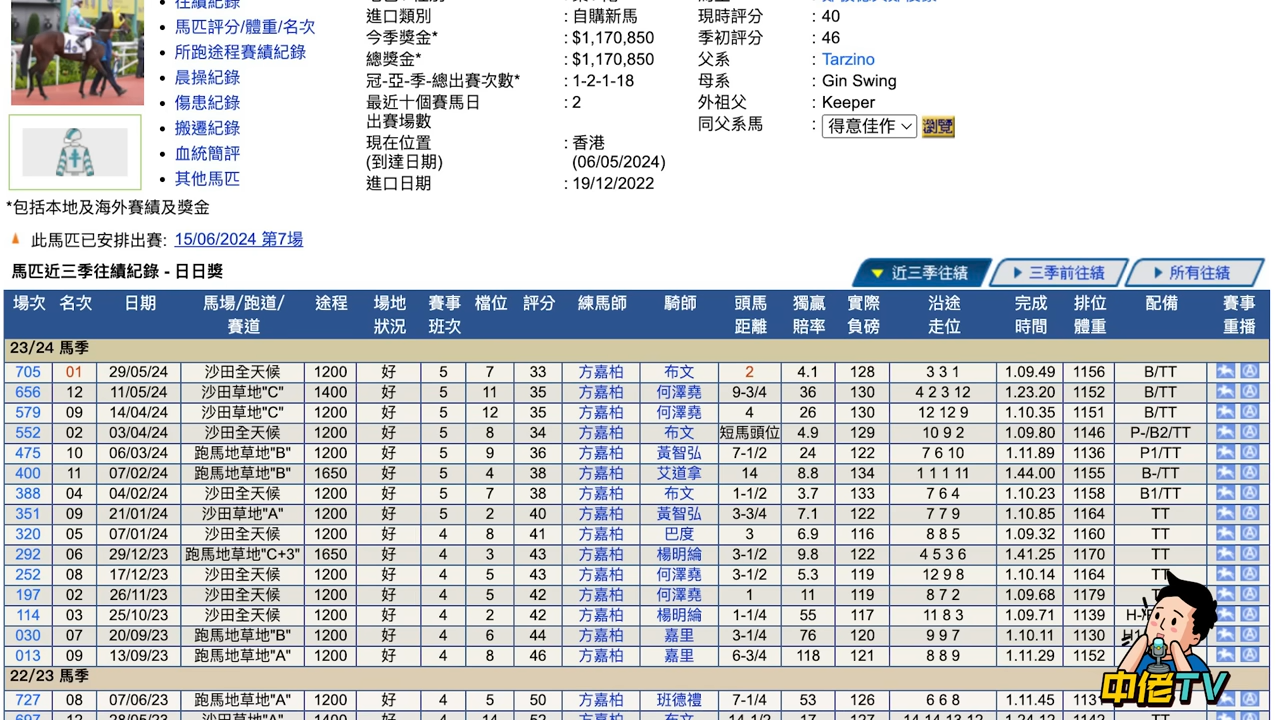 往績紀錄
馬匹評分/體重/名次
所跑途程賽績紀錄
晨操紀錄
傷患紀錄
搬遷紀錄
血統簡評
其他馬匹
進口類別 : 自購新馬
今季獎金* : $1,170,850
總獎金* : $1,170,850
冠-亞-季-總出賽次數* : 1-2-1-18
最近十個賽馬日 : 2
出賽場數
現在位置 : 香港
(到達日期) (06/05/2024)
進口日期 : 19/12/2022
現時評分 : 40
季初評分 : 46
父系 : Tarzino
母系 : Gin Swing
外祖父 : Keeper
同父系馬 : 得意佳作 瀏覽
*包括本地及海外賽績及獎金
此馬匹已安排出賽: 15/06/2024 第7場
馬匹近三季往績紀錄 - 日日獎
近三季往績 三季前往績 所有往績
場次 名次 日期 馬場/跑道/ 途程 場地 賽事 檔位 評分 練馬師 騎師 頭馬 獨贏 實際 沿途 完成 排位 配備 賽事
賽道 狀況 班次 距離 賠率 負磅 走位 時間 體重 重播
23/24 馬季
705 01 29/05/24 沙田全天候 1200 好 5 7 33 方嘉柏 布文 2 4.1 128 3 3 1 1.09.49 1156 B/TT
656 12 11/05/24 沙田草地"C" 1400 好 5 11 35 方嘉柏 何澤堯 9-3/4 36 130 4 2 3 12 1.23.20 1152 B/TT
579 09 14/04/24 沙田草地"C" 1200 好 5 12 35 方嘉柏 何澤堯 4 26 130 12 12 9 1.10.35 1151 B/TT
552 02 03/04/24 沙田全天候 1200 好 5 8 34 方嘉柏 布文 短馬頭位 4.9 129 10 9 2 1.09.80 1146 P-/B2/TT
475 10 06/03/24 跑馬地草地"B" 1200 好 5 9 36 方嘉柏 黃智弘 7-1/2 24 122 7 6 10 1.11.89 1136 P1/TT
400 11 07/02/24 跑馬地草地"B" 1650 好 5 4 38 方嘉柏 艾道拿 14 8.8 134 1 1 1 11 1.44.00 1155 B-/TT
388 04 04/02/24 沙田全天候 1200 好 5 7 38 方嘉柏 布文 1-1/2 3.7 133 7 6 4 1.10.23 1158 B1/TT
351 09 21/01/24 沙田草地"A" 1200 好 5 2 40 方嘉柏 黃智弘 3-3/4 7.1 122 7 7 9 1.10.85 1164 TT
320 05 07/01/24 沙田全天候 1200 好 4 8 41 方嘉柏 巴度 3 6.9 116 8 8 5 1.09.32 1160 TT
292 06 29/12/23 跑馬地草地"C+3" 1650 好 4 3 43 方嘉柏 楊明綸 3-1/2 9.8 122 4 5 3 6 1.41.25 1170 TT
252 08 17/12/23 沙田全天候 1200 好 4 5 43 方嘉柏 何澤堯 3-1/2 5.3 119 12 9 8 1.10.14 1164 TT
197 02 26/11/23 沙田全天候 1200 好 4 5 42 方嘉柏 何澤堯 1 11 119 8 7 2 1.09.68 1179
114 03 25/10/23 沙田全天候 1200 好 4 2 42 方嘉柏 楊明綸 1-1/4 55 117 11 8 3 1.09.71 1139
030 07 20/09/23 跑馬地草地"B" 1200 好 4 6 44 方嘉柏 嘉里 3-1/4 76 120 9 9 7 1.10.11 1130
013 09 13/09/23 跑馬地草地"A" 1200 好 4 8 46 方嘉柏 嘉里 6-3/4 118 121 8 8 9 1.11.29 1152
22/23 馬季
727 08 07/06/23 跑馬地草地"A" 1200 好 4 5 50 方嘉柏 班德禮 7-1/4 53 126 6 6 8 1.11.45
中佬TV